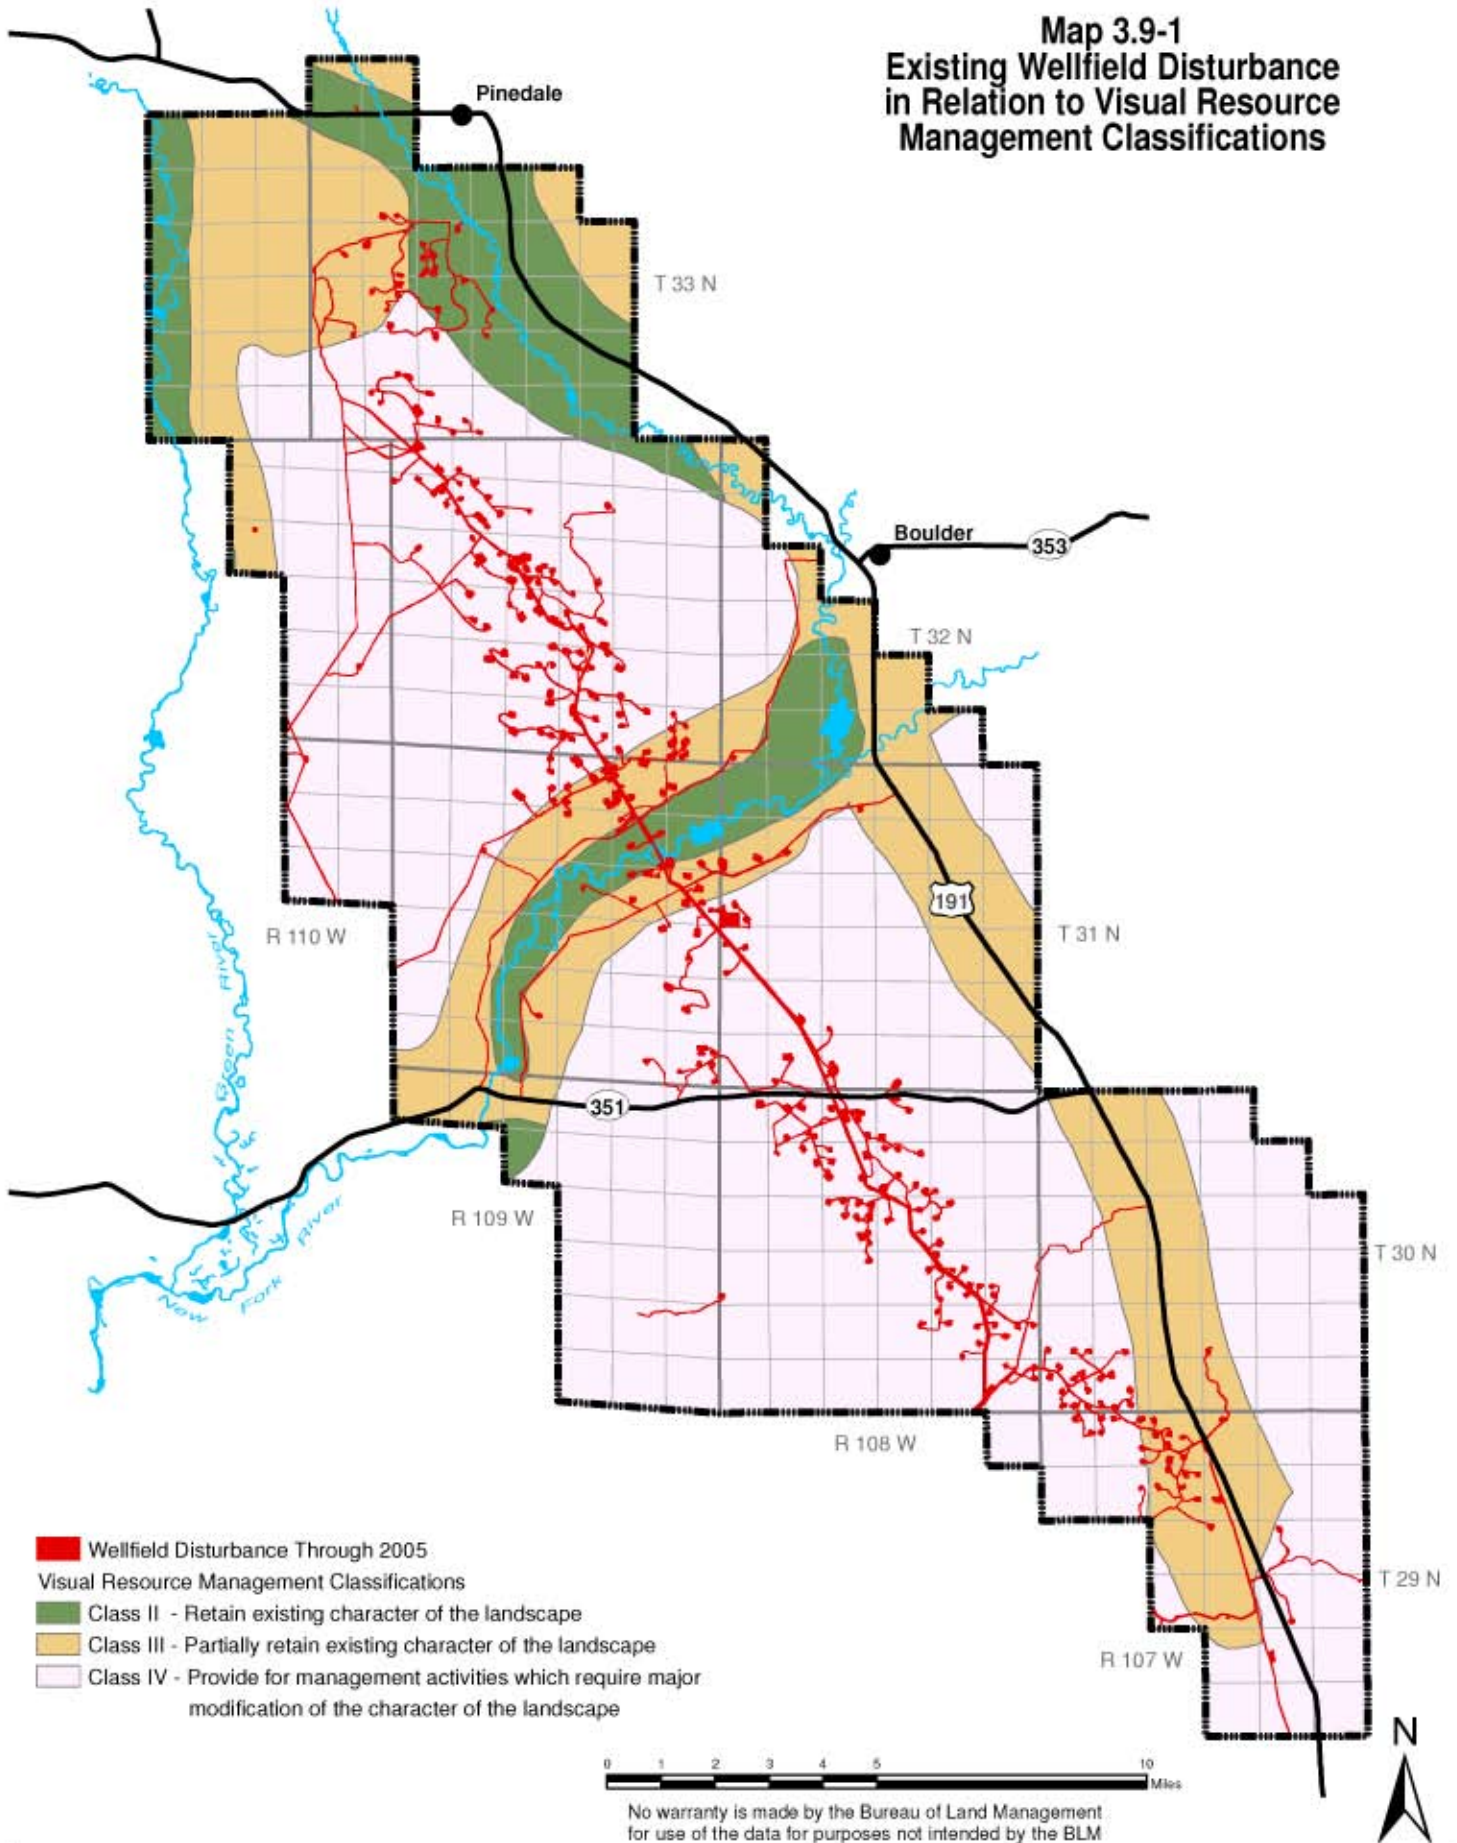 Map 3.9-1
Existing Wellfield Disturbance
in Relation to Visual Resource
Management Classifications
Pinedale
T 33 N
Boulder
353
T 32 N
191
R 110 W
T 31 N
Green River
351
R 109 W
New Fork River
T 30 N
R 108 W
T 29 N
R 107 W
Wellfield Disturbance Through 2005
Visual Resource Management Classifications
Class II - Retain existing character of the landscape
Class III - Partially retain existing character of the landscape
Class IV - Provide for management activities which require major
modification of the character of the landscape
N
0 1 2 3 4 5 10
Miles
No warranty is made by the Bureau of Land Management
for use of the data for purposes not intended by the BLM